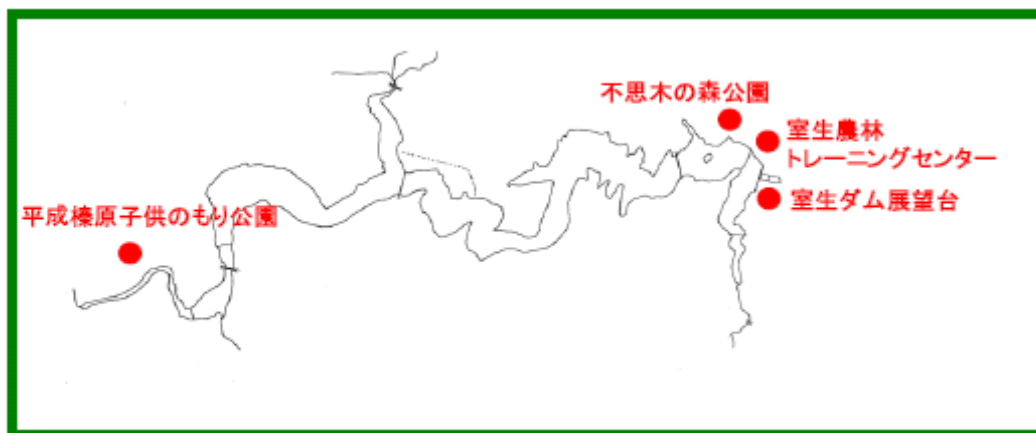 不思木の森公園
室生農林
トレーニングセンター
室生ダム展望台
平成榛原子供のもり公園